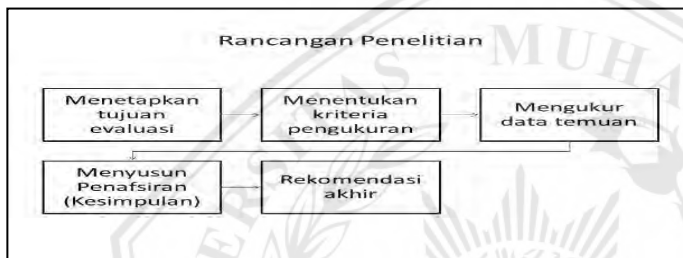 Rancangan Penelitian
Menetapkan
tujuan
evaluasi
Menentukan
kriteria
pengukuran
Mengukur
data temuan
Menyusun
Penafsiran
(Kesimpulan)
Rekomendasi
akhir